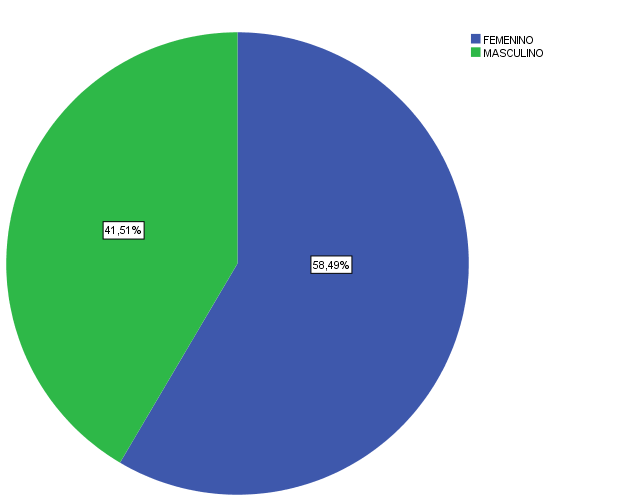 FEMENINO
MASCULINO
41,51%
58,49%